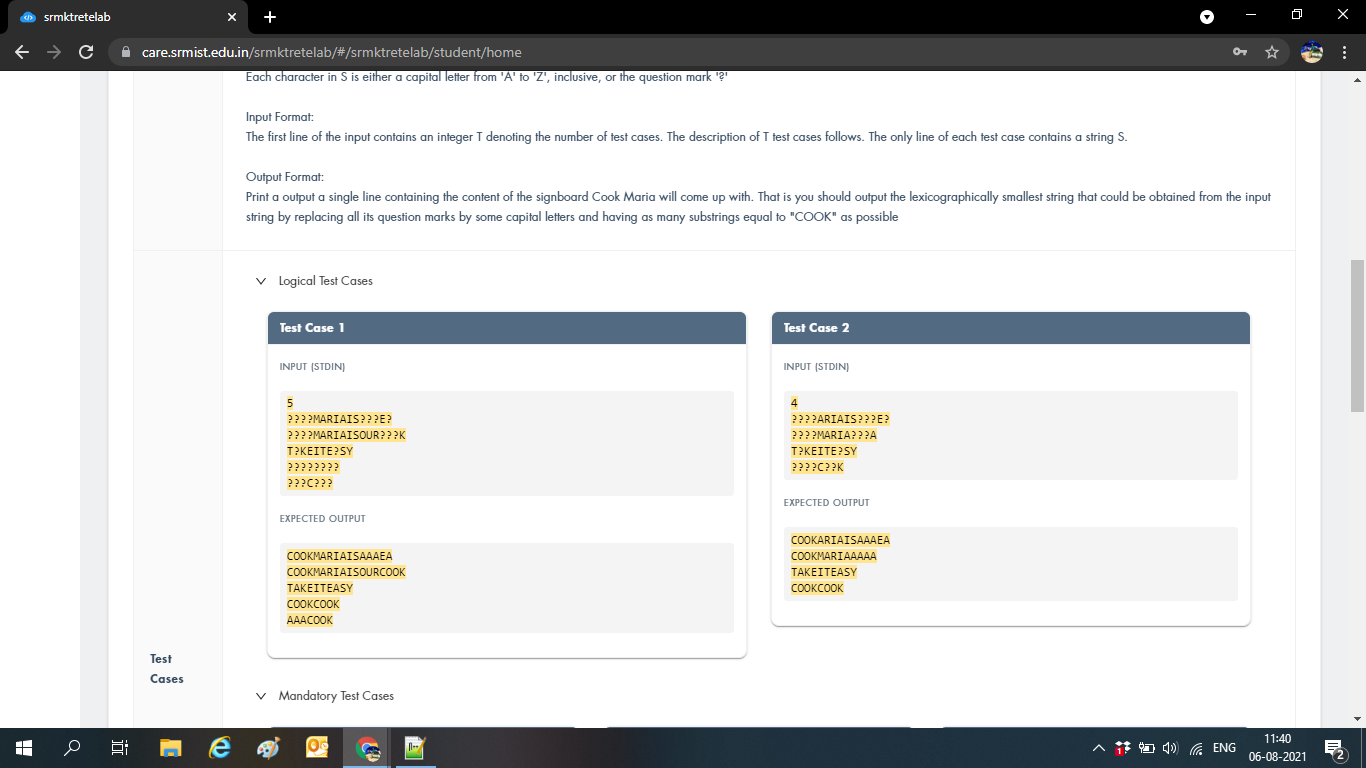 srmktretelab
care.srmist.edu.in/srmktretelab/#/srmktretelab/student/home
Each character in S is either a capital letter from 'A' to 'Z', inclusive, or the question mark '?'
Input Format:
The first line of the input contains an integer T denoting the number of test cases. The description of T test cases follows. The only line of each test case contains a string S.
Output Format:
Print a output a single line containing the content of the signboard Cook Maria will come up with. That is you should output the lexicographically smallest string that could be obtained from the input
string by replacing all its question marks by some capital letters and having as many substrings equal to "COOK" as possible
Logical Test Cases
Test Case 1
INPUT (STDIN)
5
????MARIAIS???E?
????MARIAISOUR???K
T?KEITE?SY
????????
???C???
EXPECTED OUTPUT
COOKMARIAISAAAEA
COOKMARIAISOURCOOK
TAKEITEASY
COOKCOOK
AAACOOK
Test Case 2
INPUT (STDIN)
4
????ARIAIS???E?
????MARIA???A
T?KEITE?SY
????C??K
EXPECTED OUTPUT
COOKARIAISAAAEA
COOKMARIAAAAA
TAKEITEASY
COOKCOOK
Test
Cases
Mandatory Test Cases
ENG
11:40
06-08-2021
2